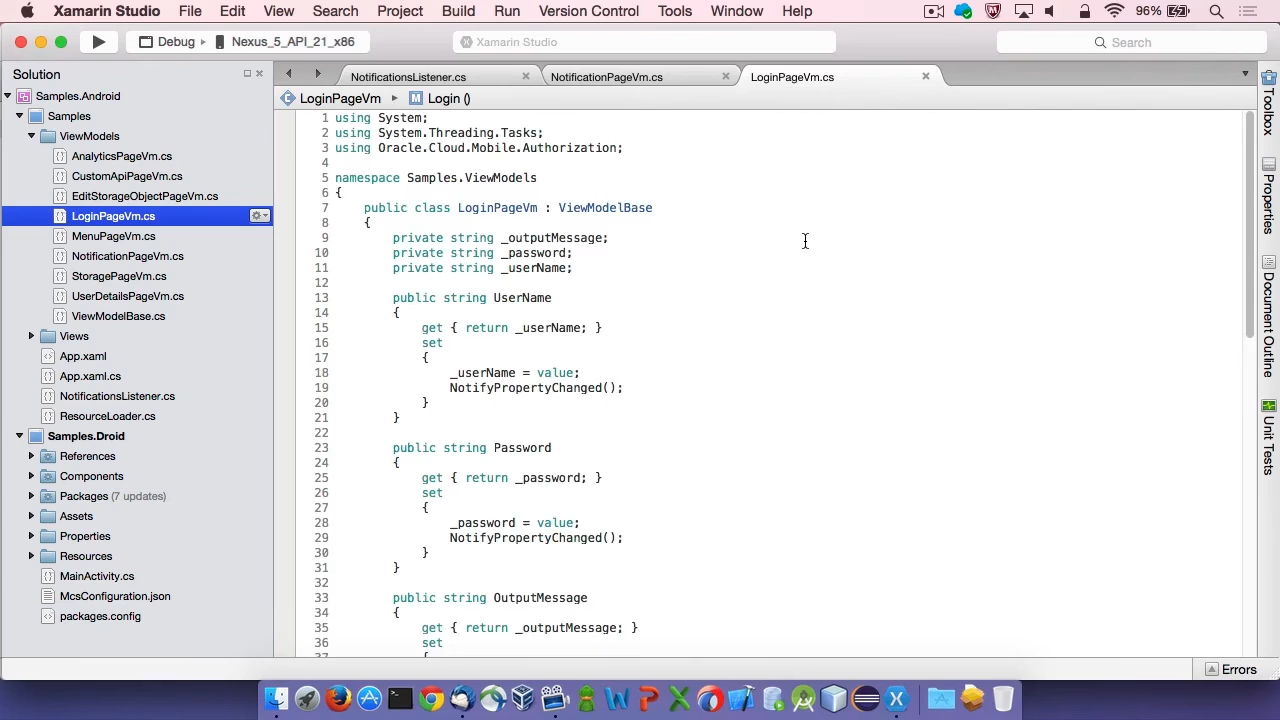 Xamarin Studio File Edit View Search Project Build Run Version Control Tools Window Help 96%
Debug Nexus_5_API_21_x86 Xamarin Studio Search
Solution
Samples.Android
Samples
ViewModels
AnalyticsPageVm.cs
CustomApiPageVm.cs
EditStorageObjectPageVm.cs
LoginPageVm.cs
MenuPageVm.cs
NotificationPageVm.cs
StoragePageVm.cs
UserDetailsPageVm.cs
ViewModelBase.cs
Views
App.xaml
App.xaml.cs
NotificationsListener.cs
ResourceLoader.cs
Samples.Droid
References
Components
Packages (7 updates)
Assets
Properties
Resources
MainActivity.cs
McsConfiguration.json
packages.config
NotificationsListener.cs NotificationPageVm.cs LoginPageVm.cs
LoginPageVm Login ()
1 using System;
2 using System.Threading.Tasks;
3 using Oracle.Cloud.Mobile.Authorization;
4
5 namespace Samples.ViewModels
6 {
7 public class LoginPageVm : ViewModelBase
8 {
9 private string _outputMessage;
10 private string _password;
11 private string _userName;
12
13 public string UserName
14 {
15 get { return _userName; }
16 set
17 {
18 _userName = value;
19 NotifyPropertyChanged();
20 }
21 }
22
23 public string Password
24 {
25 get { return _password; }
26 set
27 {
28 _password = value;
29 NotifyPropertyChanged();
30 }
31 }
32
33 public string OutputMessage
34 {
35 get { return _outputMessage; }
36 set
37 {
Toolbox
Properties
Document Outline
Unit Tests
Errors